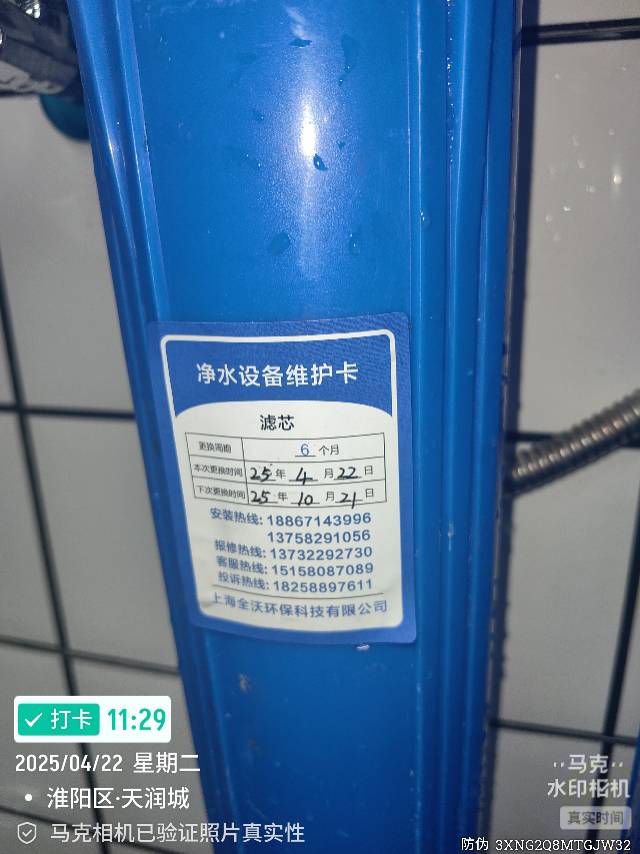 净水设备维护卡
滤芯
更换周期 6 个月
本次更换时间 25 年 4 月 22 日
下次更换时间 25 年 10 月 21 日
安装热线: 18867143996
13758291056
报修热线: 13732292730
客服热线: 15158087089
投诉热线: 18258897611
上海全沃环保科技有限公司
打卡 11:29
2025/04/22 星期二
淮阳区·天润城
马克相机已验证照片真实性
马克
水印相机
真实时间
防伪 3XNG2Q8MTGJW32